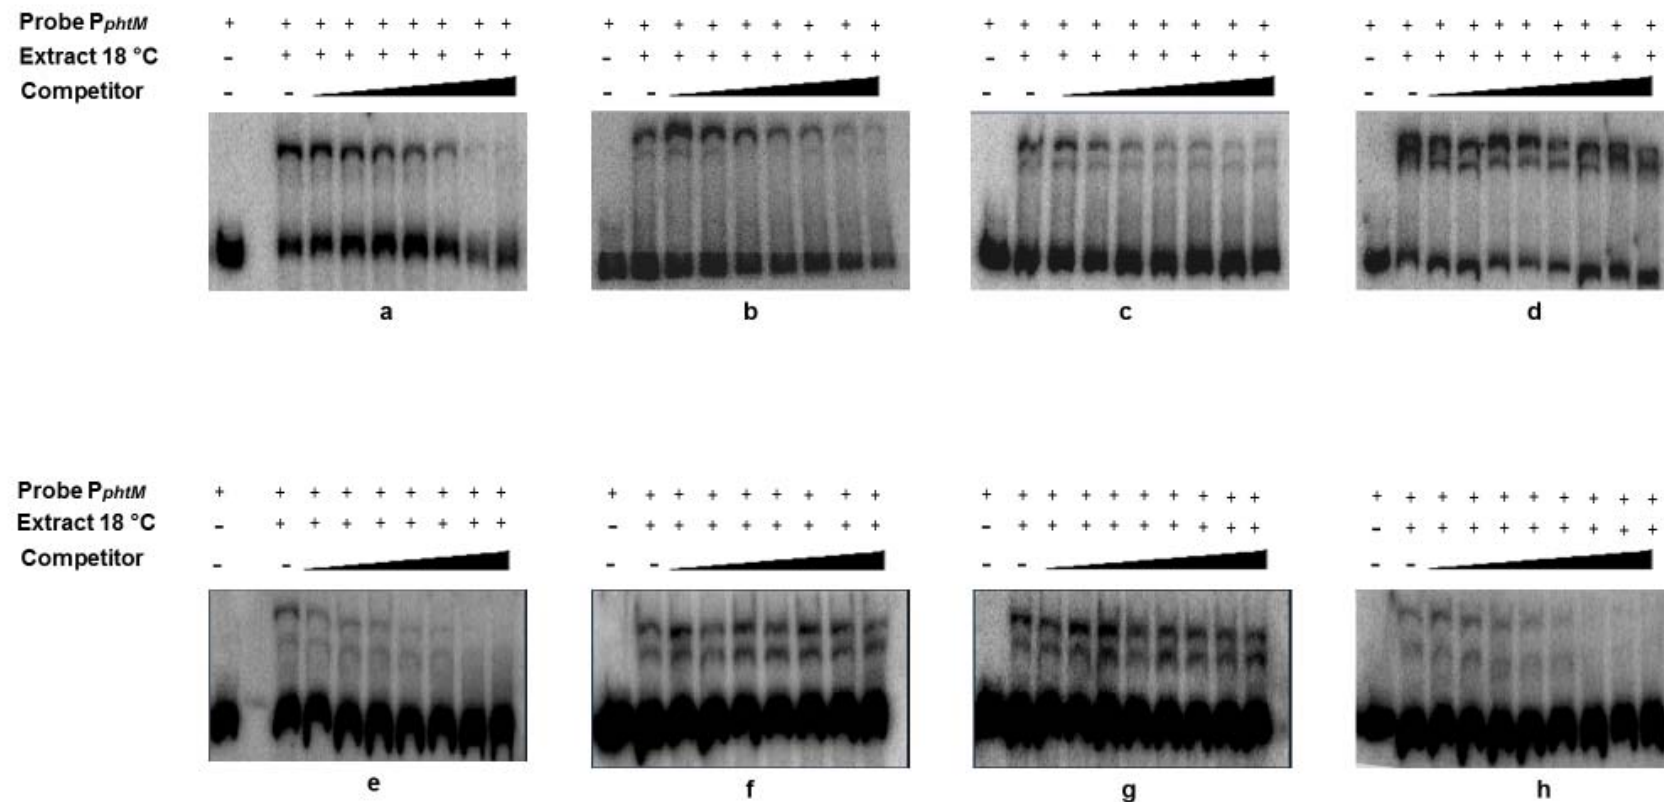 Probe PphtM + + + + + + + + + + + + + + + + + + + + + + + + + + + + + + + + + + + + +
Extract 18 °C - + + + + + + + + - + + + + + + + + - + + + + + + + + - + + + + + + + + +
Competitor - - - - - - - -
a b c d
Probe PphtM + + + + + + + + + + + + + + + + + + + + + + + + + + + + + + + + + + + + + +
Extract 18 °C - + + + + + + + + - + + + + + + + + - + + + + + + + + + - + + + + + + + + +
Competitor - - - - - - - -
e f g h